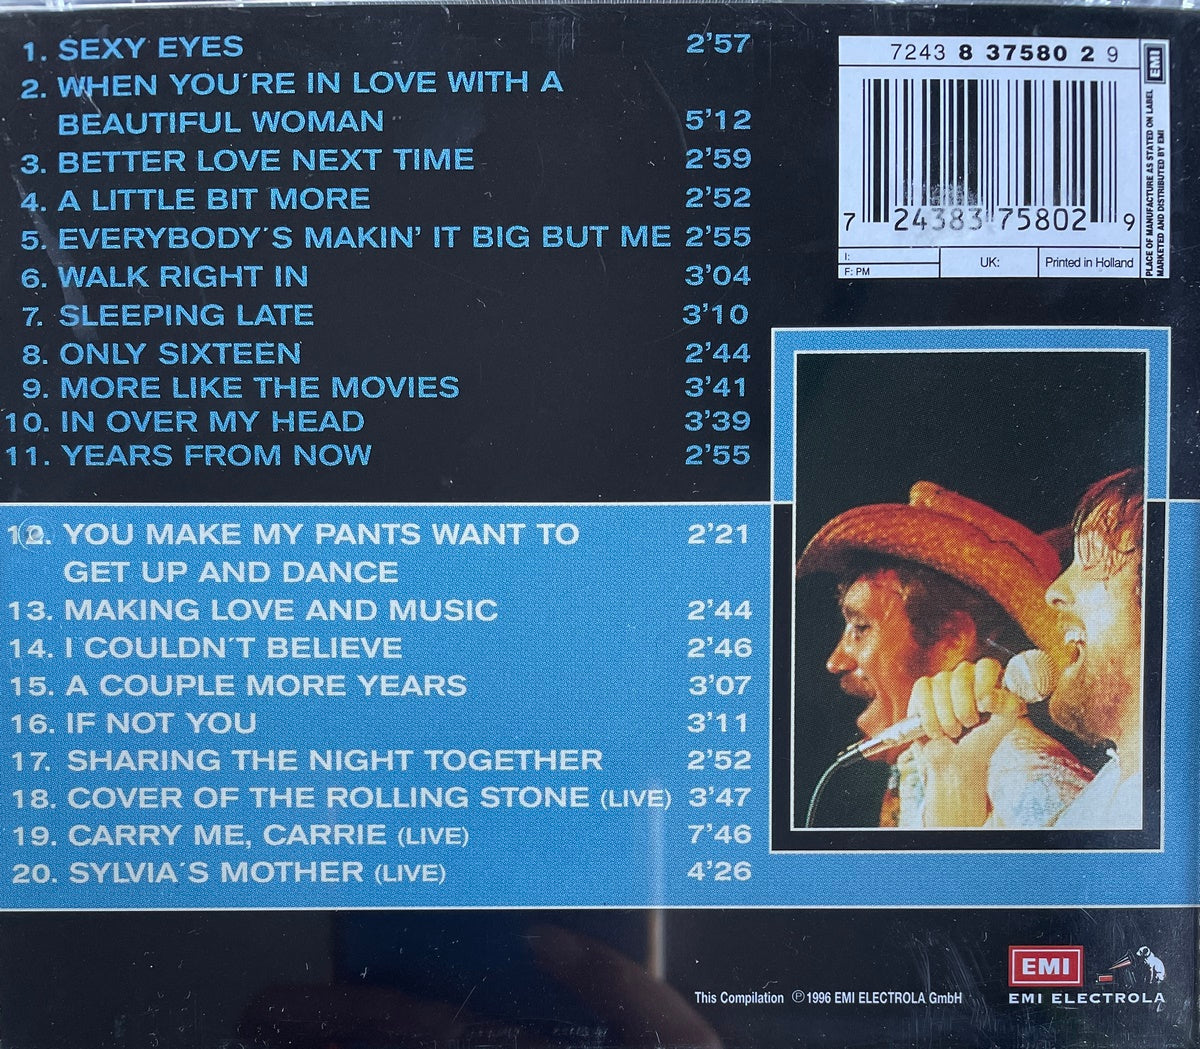 1. SEXY EYES 2’57
2. WHEN YOU´RE IN LOVE WITH A
BEAUTIFUL WOMAN 5’12
3. BETTER LOVE NEXT TIME 2’59
4. A LITTLE BIT MORE 2’52
5. EVERYBODY´S MAKIN’ IT BIG BUT ME 2’55
6. WALK RIGHT IN 3’04
7. SLEEPING LATE 3’10
8. ONLY SIXTEEN 2’44
9. MORE LIKE THE MOVIES 3’41
10. IN OVER MY HEAD 3’39
11. YEARS FROM NOW 2’55
12. YOU MAKE MY PANTS WANT TO 2’21
GET UP AND DANCE
13. MAKING LOVE AND MUSIC 2’44
14. I COULDN´T BELIEVE 2’46
15. A COUPLE MORE YEARS 3’07
16. IF NOT YOU 3’11
17. SHARING THE NIGHT TOGETHER 2’52
18. COVER OF THE ROLLING STONE (LIVE) 3’47
19. CARRY ME, CARRIE (LIVE) 7’46
20. SYLVIA´S MOTHER (LIVE) 4’26
7243 8 37580 2 9
7 24383 75802 9
I:
F: PM
UK:
Printed in Holland
EMI
PLACE OF MANUFACTURE AS STATED ON LABEL
MARKETED AND DISTRIBUTED BY EMI
This Compilation ℗ 1996 EMI ELECTROLA GmbH
EMI
EMI ELECTROLA